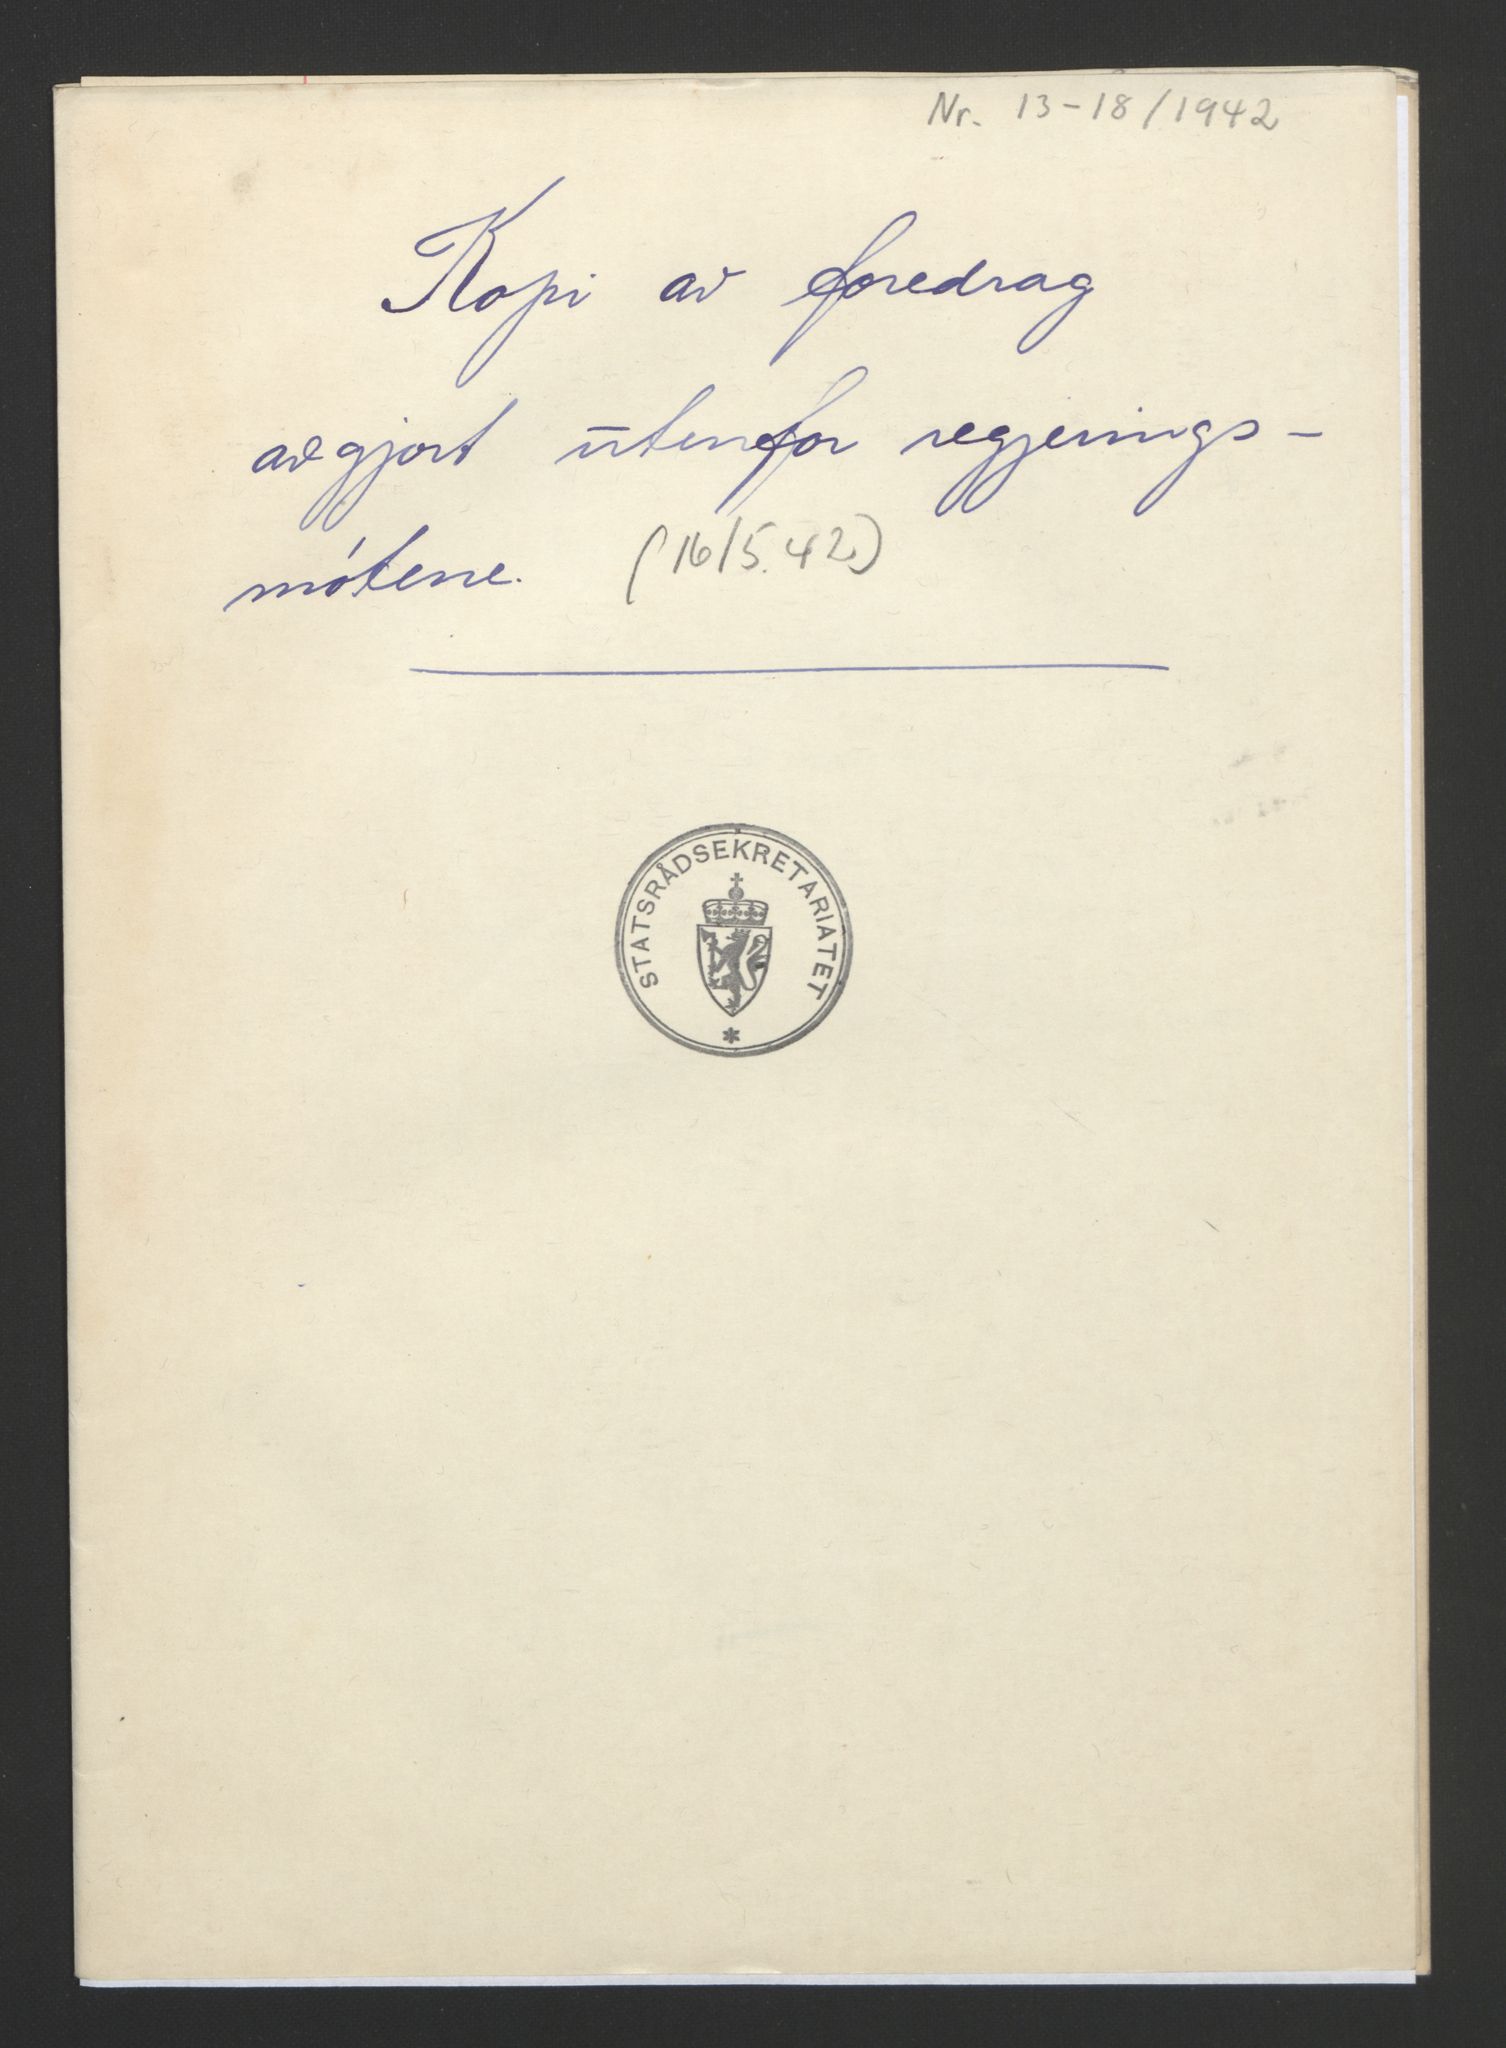 Nr. 13-18/1942
Kopi av foredrag
avgjort utenfor regjerings-
møtene. (16/5.42)
STATSRÅDSEKRETARIATET